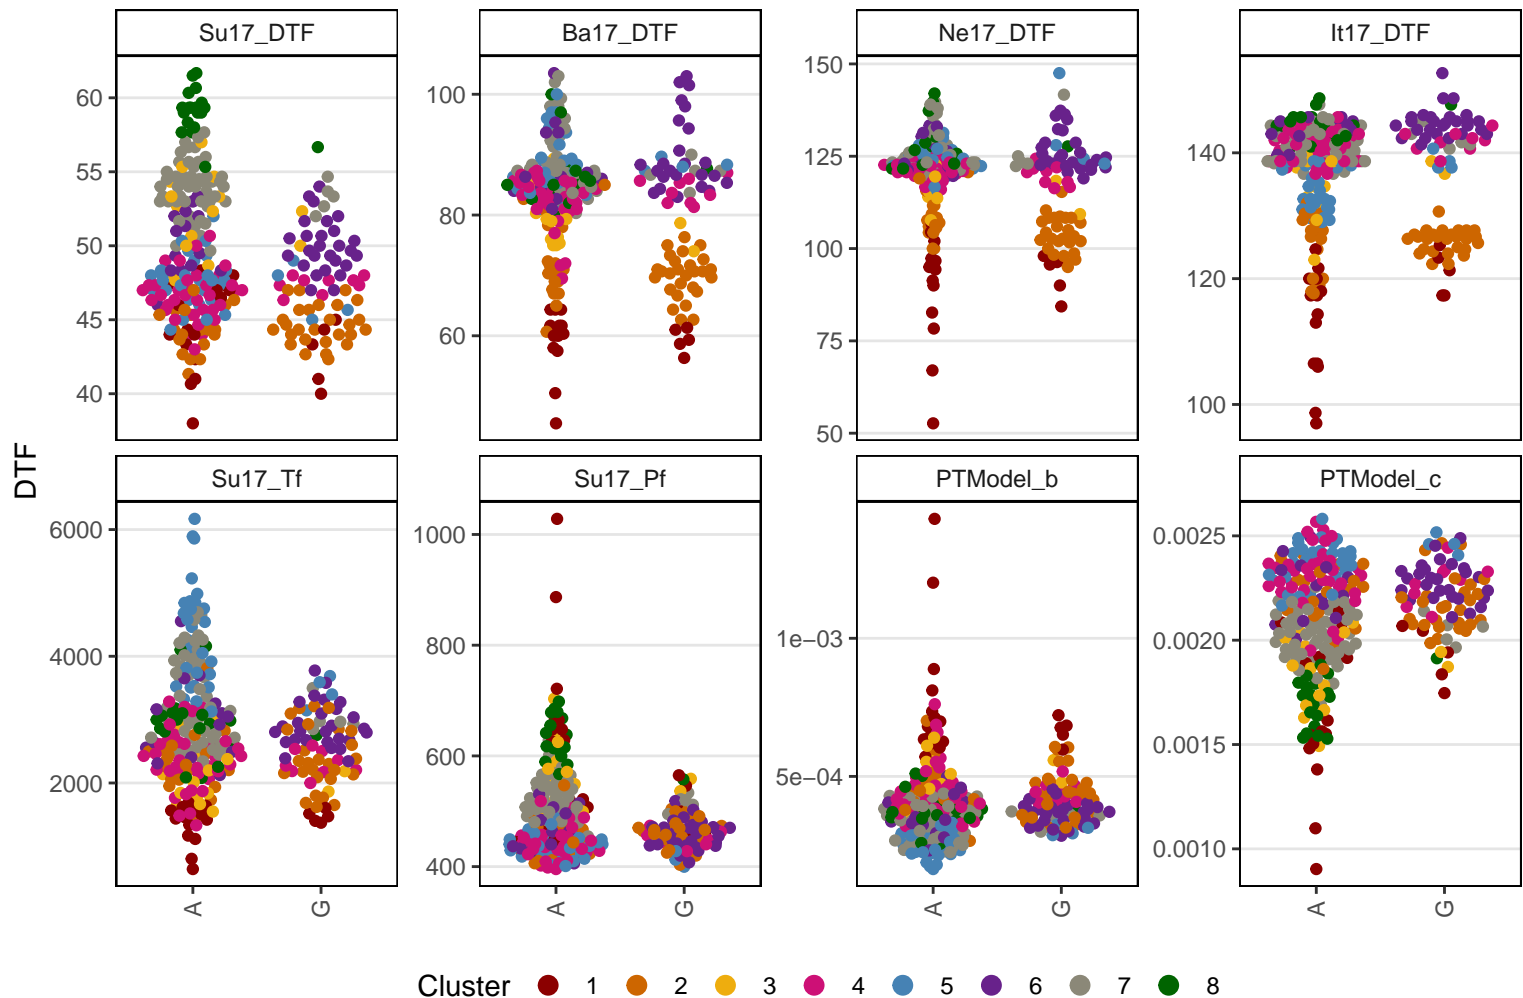 Su17_DTF
Ba17_DTF
Ne17_DTF
It17_DTF
60
55
50
45
40
100
80
60
150
125
100
75
50
140
120
100
DTF
Su17_Tf
Su17_Pf
PTModel_b
PTModel_c
6000
4000
2000
1000
800
600
400
1e−03
5e−04
0.0025
0.0020
0.0015
0.0010
A
G
A
G
A
G
A
G
Cluster 1 2 3 4 5 6 7 8